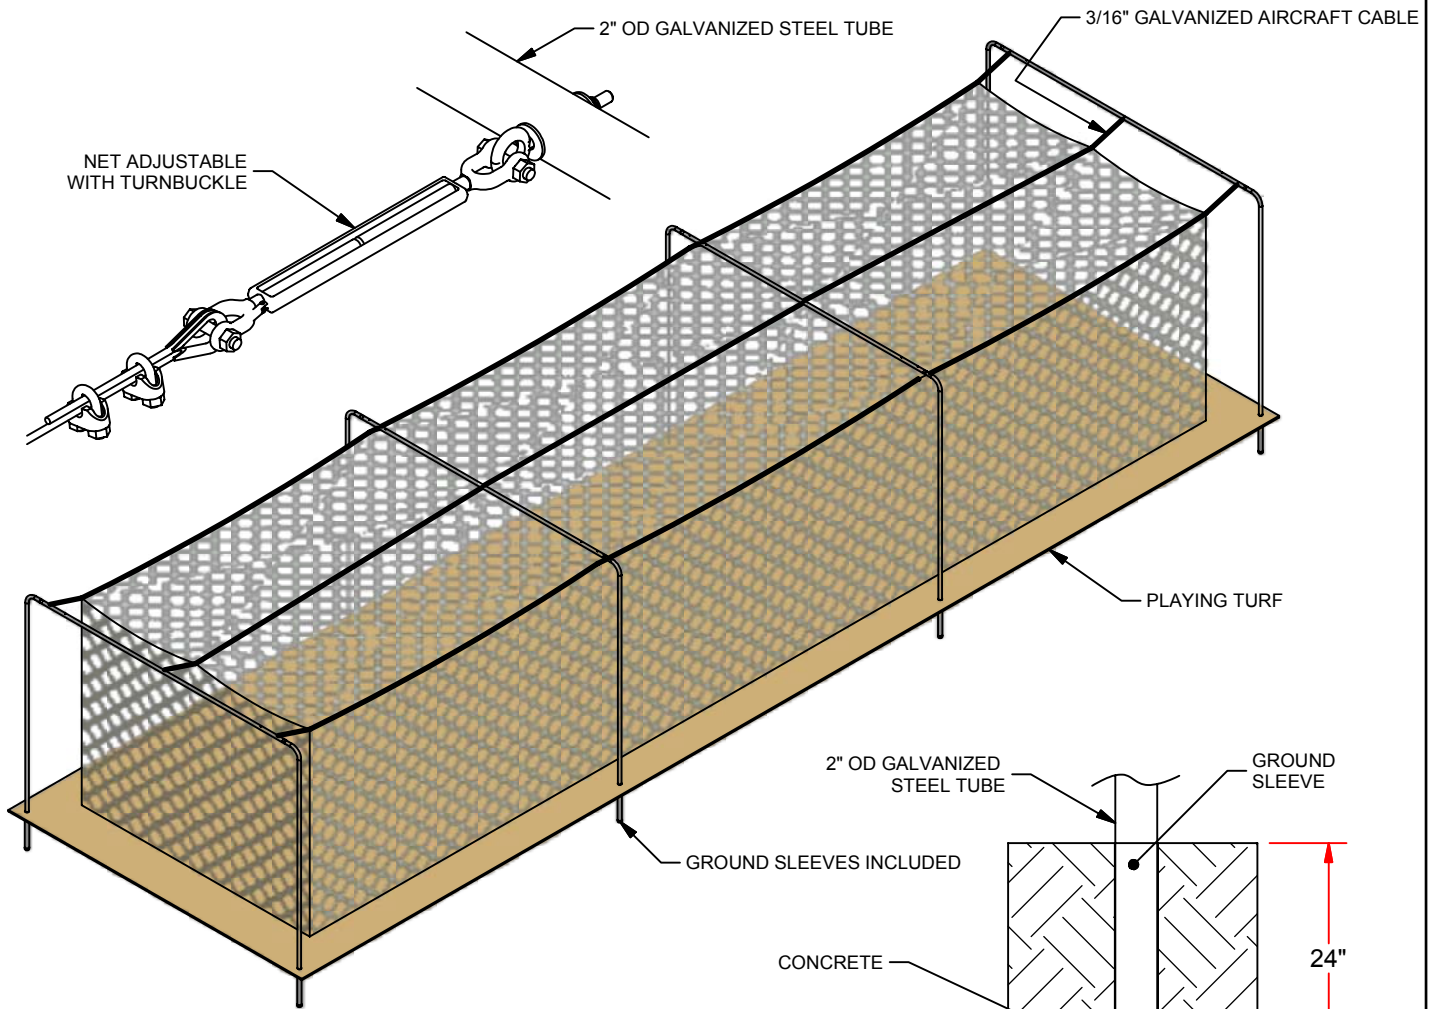 2" OD GALVANIZED STEEL TUBE
3/16" GALVANIZED AIRCRAFT CABLE
NET ADJUSTABLE
WITH TURNBUCKLE
PLAYING TURF
2" OD GALVANIZED
STEEL TUBE
GROUND
SLEEVE
GROUND SLEEVES INCLUDED
CONCRETE
24"